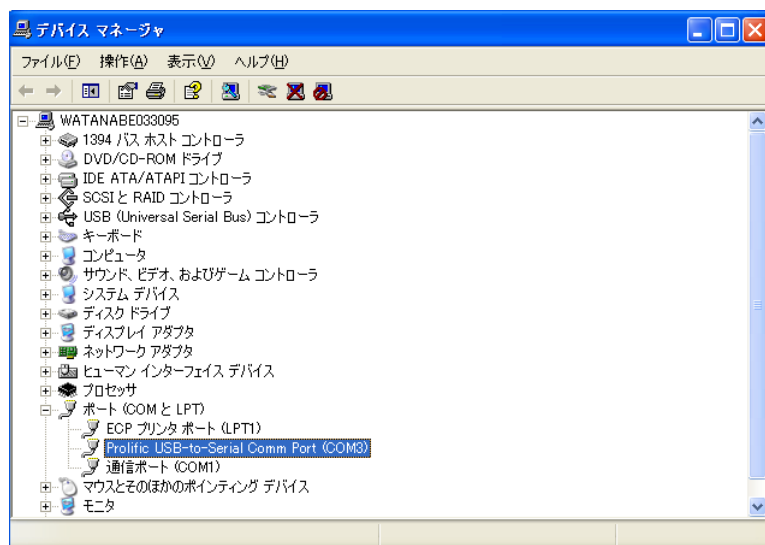 デバイス マネージャ
ファイル(F) 操作(A) 表示(V) ヘルプ(H)
WATANABE033095
1394 バス ホスト コントローラ
DVD/CD-ROM ドライブ
IDE ATA/ATAPI コントローラ
SCSI と RAID コントローラ
USB (Universal Serial Bus) コントローラ
キーボード
コンピュータ
サウンド、ビデオ、およびゲーム コントローラ
システム デバイス
ディスク ドライブ
ディスプレイ アダプタ
ネットワーク アダプタ
ヒューマン インターフェイス デバイス
プロセッサ
ポート (COM と LPT)
ECP プリンタ ポート (LPT1)
Prolific USB-to-Serial Comm Port (COM3)
通信ポート (COM1)
マウスとそのほかのポインティング デバイス
モニタ